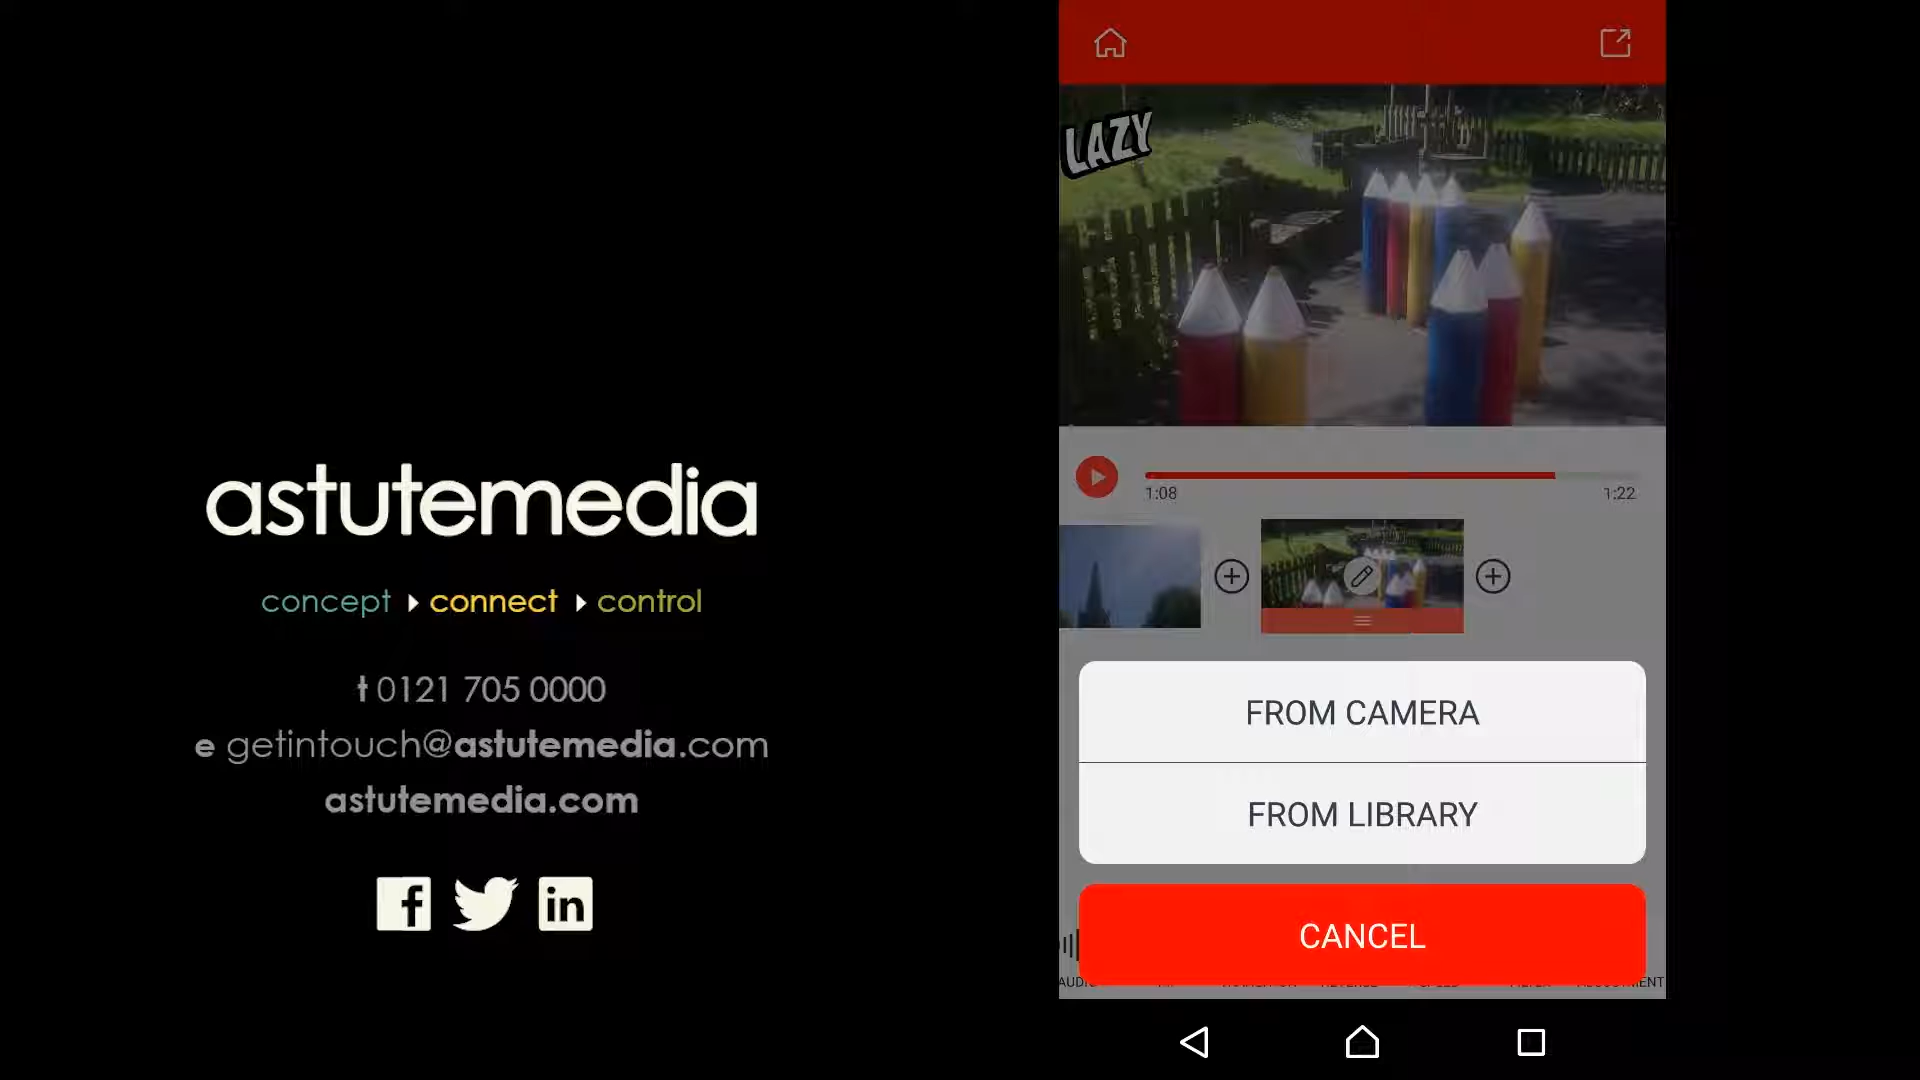 astutemedia
concept connect control
t 0121 705 0000
e getintouch@astutemedia.com
astutemedia.com
f in
LAZY
1:08 1:22
FROM CAMERA
FROM LIBRARY
CANCEL